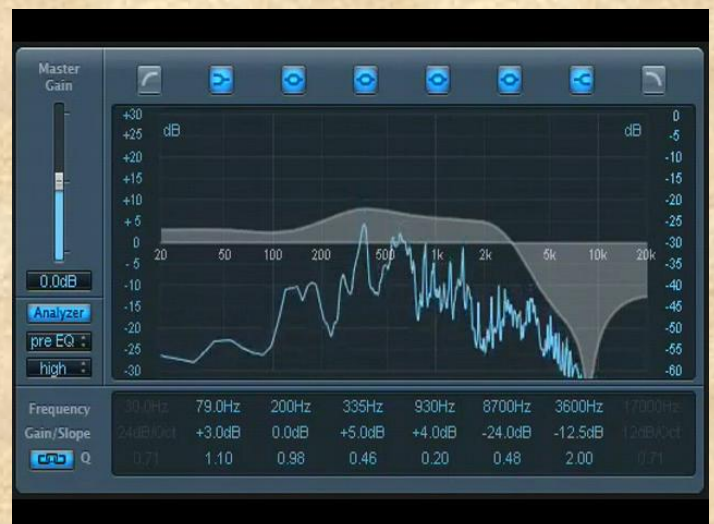 Master
Gain
+30
+25
+20
+15
+10
+ 5
0
- 5
-10
-15
-20
-25
-30
dB
dB
20 50 100 200 500 1k 2k 5k 10k 20k
0
-5
-10
-15
-20
-25
-30
-35
-40
-45
-50
-55
-60
0.0dB
Analyzer
pre EQ
high
Frequency 30.0Hz 79.0Hz 200Hz 335Hz 930Hz 8700Hz 3600Hz 17000Hz
Gain/Slope 24dB/Oct +3.0dB 0.0dB +5.0dB +4.0dB -24.0dB -12.5dB 12dB/Oct
Q 0.71 1.10 0.98 0.46 0.20 0.48 2.00 0.71